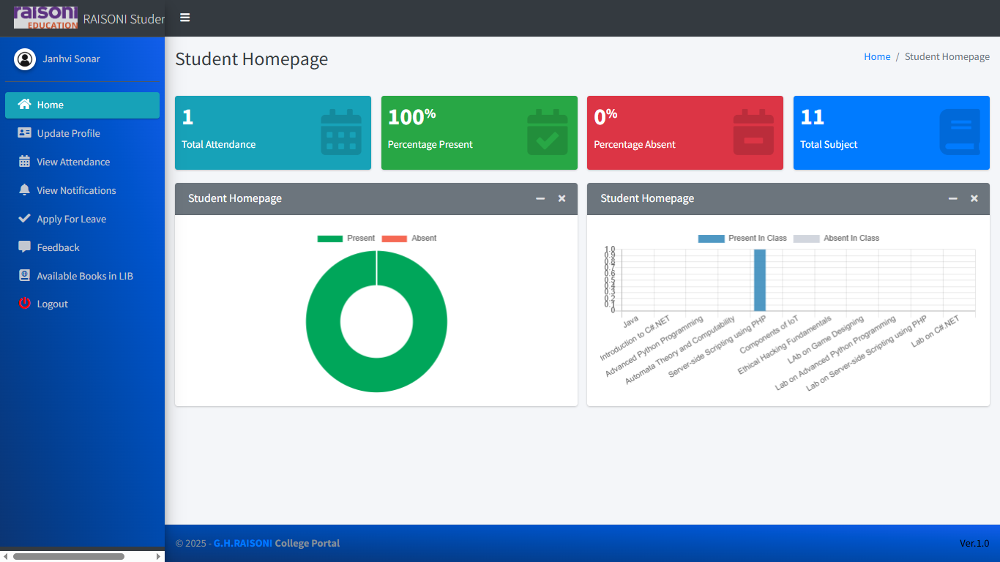 raisoni
EDUCATION
RAISONI Studen
Janhvi Sonar
Home
Update Profile
View Attendance
View Notifications
Apply For Leave
Feedback
Available Books in LIB
Logout
Student Homepage
Home / Student Homepage
1
Total Attendance
100%
Percentage Present
0%
Percentage Absent
11
Total Subject
Student Homepage
Present Absent
Student Homepage
Present In Class Absent In Class
1.0
0.9
0.8
0.7
0.6
0.5
0.4
0.3
0.2
0.1
0
Java
Introduction to C#.NET
Advanced Python Programming
Automata Theory and Computability
Server-side Scripting using PHP
Components of IoT
Ethical Hacking Fundamentals
LAb on Game Designing
Lab on Advanced Python Programming
Lab on Server-side Scripting using PHP
Lab on C#.NET
© 2025 - G.H.RAISONI College Portal
Ver.1.0